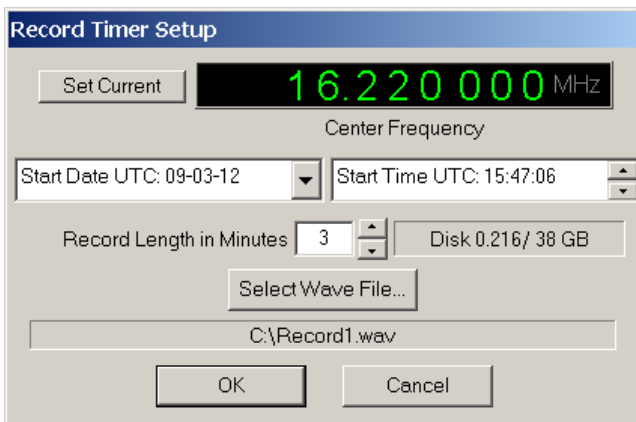 Record Timer Setup
Set Current
16.220 000 MHz
Center Frequency
Start Date UTC: 09-03-12
Start Time UTC: 15:47:06
Record Length in Minutes 3
Disk 0.216/ 38 GB
Select Wave File...
C:\Record1.wav
OK
Cancel